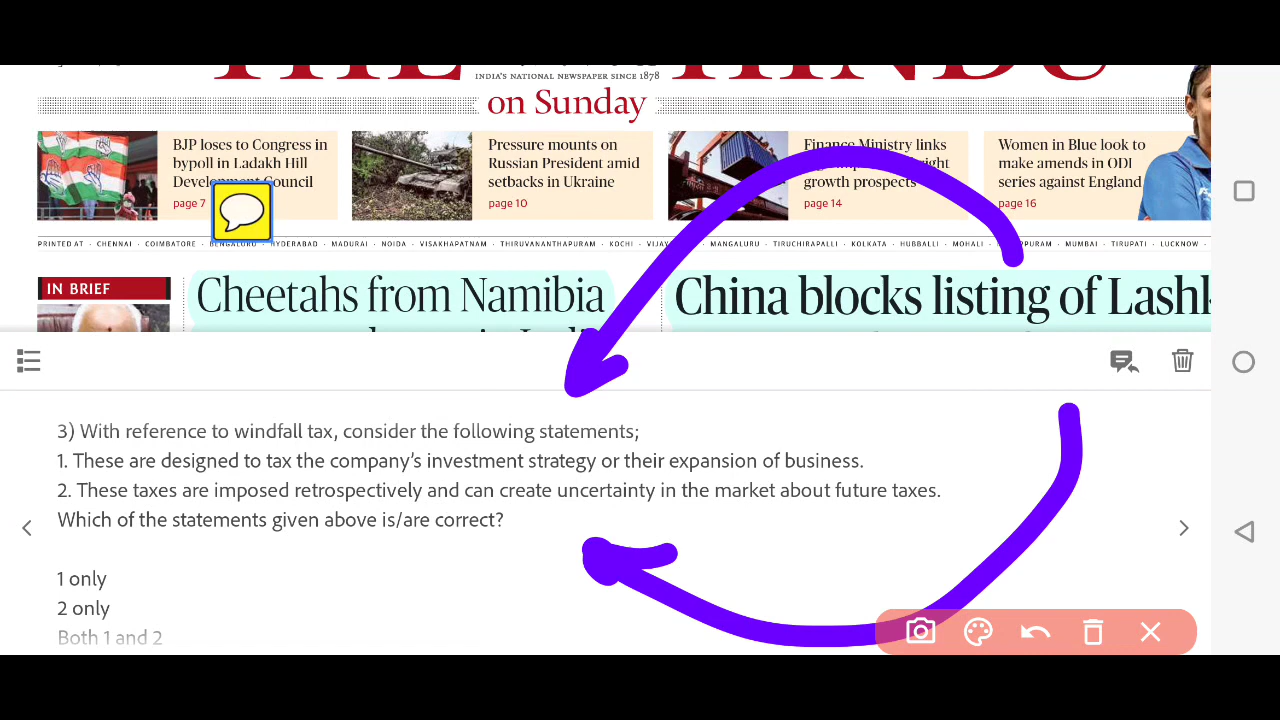 INDIA'S NATIONAL NEWSPAPER SINCE 1878
on Sunday
BJP loses to Congress in
bypoll in Ladakh Hill
Development Council
page 7
Pressure mounts on
Russian President amid
setbacks in Ukraine
page 10
Finance Ministry links
growth prospects
page 14
Women in Blue look to
make amends in ODI
series against England
page 16
PRINTED AT · CHENNAI · COIMBATORE · BENGALURU · HYDERABAD · MADURAI · NOIDA · VISAKHAPATNAM · THIRUVANANTHAPURAM · KOCHI · MANGALURU · TIRUCHIRAPALLI · KOLKATA · HUBBALLI · MOHALI · MUMBAI · TIRUPATI · LUCKNOW ·
IN BRIEF
Cheetahs from Namibia
China blocks listing of
3) With reference to windfall tax, consider the following statements;
1. These are designed to tax the company's investment strategy or their expansion of business.
2. These taxes are imposed retrospectively and can create uncertainty in the market about future taxes.
Which of the statements given above is/are correct?
1 only
2 only
Both 1 and 2